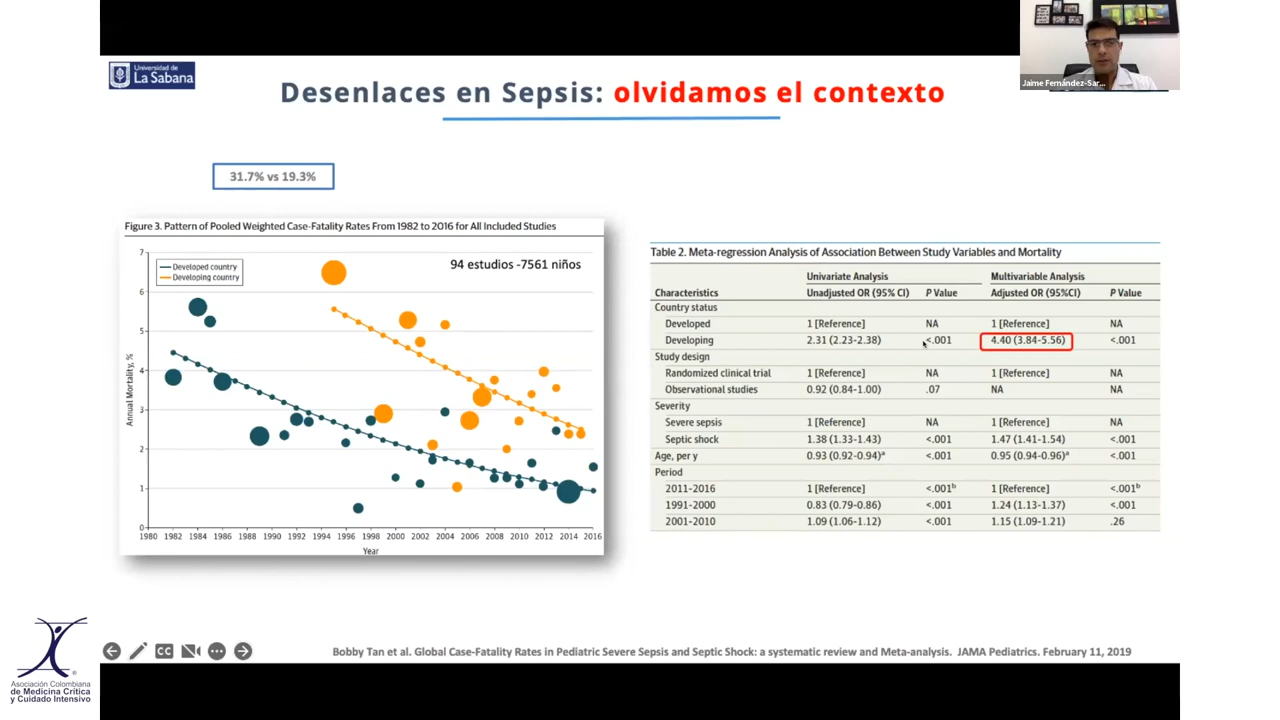 Universidad de
La Sabana
Jaime Fernández-Sar...
Desenlaces en Sepsis: olvidamos el contexto
31.7% vs 19.3%
Figure 3. Pattern of Pooled Weighted Case-Fatality Rates From 1982 to 2016 for All Included Studies
Developed country
Developing country
94 estudios -7561 niños
Annual Mortality, %
7
6
5
4
3
2
1
0
1980 1982 1984 1986 1988 1990 1992 1994 1996 1998 2000 2002 2004 2006 2008 2010 2012 2014 2016
Year
Table 2. Meta-regression Analysis of Association Between Study Variables and Mortality
Univariate Analysis Multivariable Analysis
Characteristics Unadjusted OR (95% CI) P Value Adjusted OR (95%CI) P Value
Country status
Developed 1 [Reference] NA 1 [Reference] NA
Developing 2.31 (2.23-2.38) <.001 4.40 (3.84-5.56) <.001
Study design
Randomized clinical trial 1 [Reference] NA 1 [Reference] NA
Observational studies 0.92 (0.84-1.00) .07 NA NA
Severity
Severe sepsis 1 [Reference] NA 1 [Reference] NA
Septic shock 1.38 (1.33-1.43) <.001 1.47 (1.41-1.54) <.001
Age, per y 0.93 (0.92-0.94)a <.001 0.95 (0.94-0.96)a <.001
Period
2011-2016 1 [Reference] <.001b 1 [Reference] <.001b
1991-2000 0.83 (0.79-0.86) <.001 1.24 (1.13-1.37) <.001
2001-2010 1.09 (1.06-1.12) <.001 1.15 (1.09-1.21) .26
CC
Bobby Tan et al. Global Case-Fatality Rates in Pediatric Severe Sepsis and Septic Shock: a systematic review and Meta-analysis. JAMA Pediatrics. February 11, 2019
®
Asociación Colombiana
de Medicina Crítica
y Cuidado Intensivo